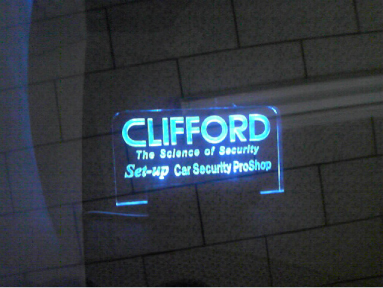 CLIFFORD
The Science of Security
Set-up Car Security ProShop